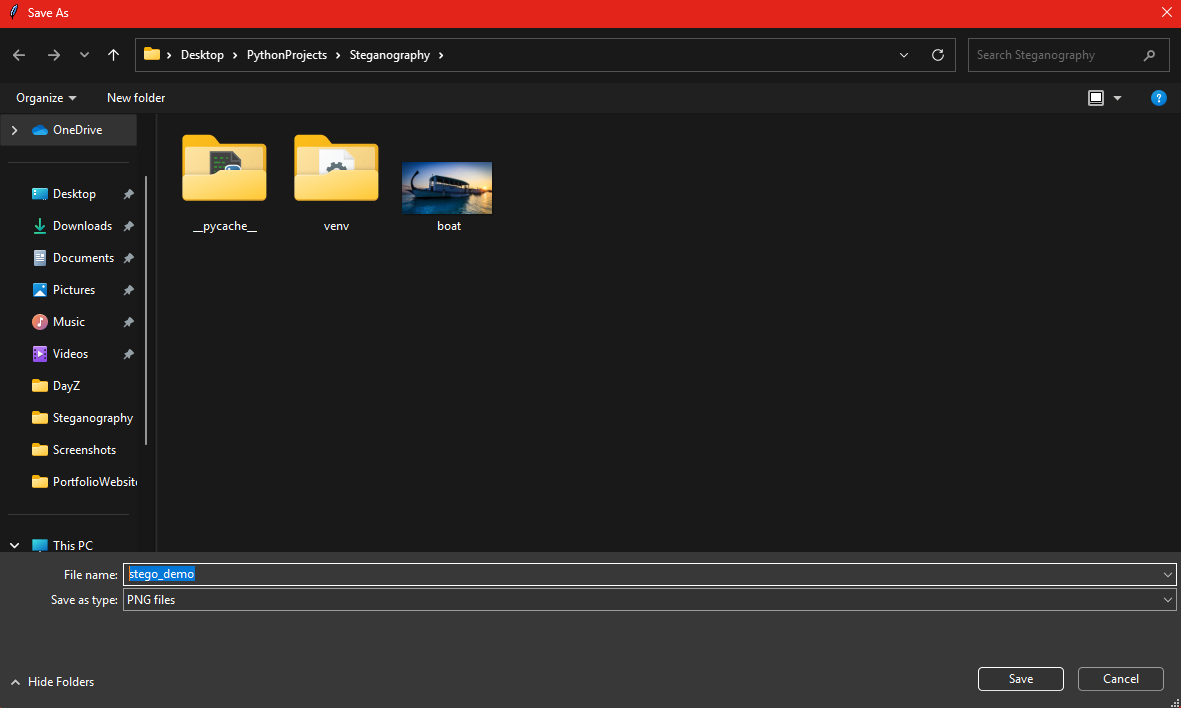 Save As
Desktop > PythonProjects > Steganography >
Search Steganography
Organize
New folder
?
OneDrive
Desktop
Downloads
Documents
Pictures
Music
Videos
DayZ
Steganography
Screenshots
PortfolioWebsite
This PC
__pycache__
venv
boat
File name: stego_demo
Save as type: PNG files
Hide Folders
Save
Cancel